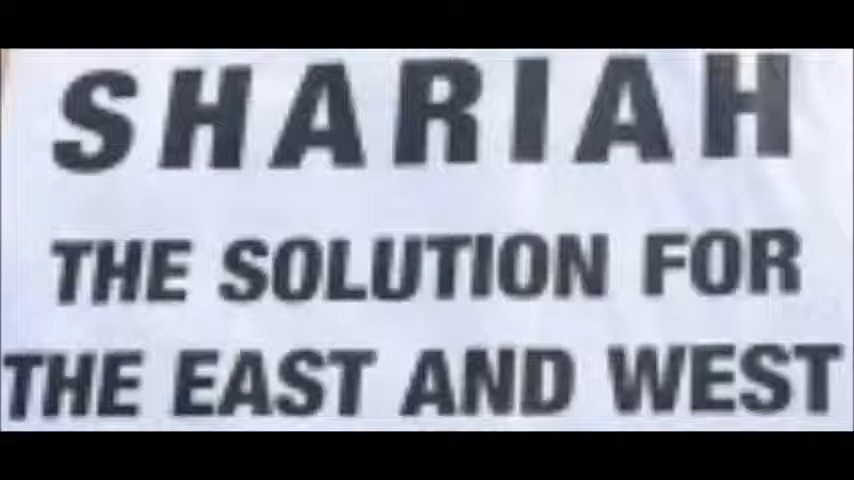 SHARIAH
THE SOLUTION FOR
THE EAST AND WEST